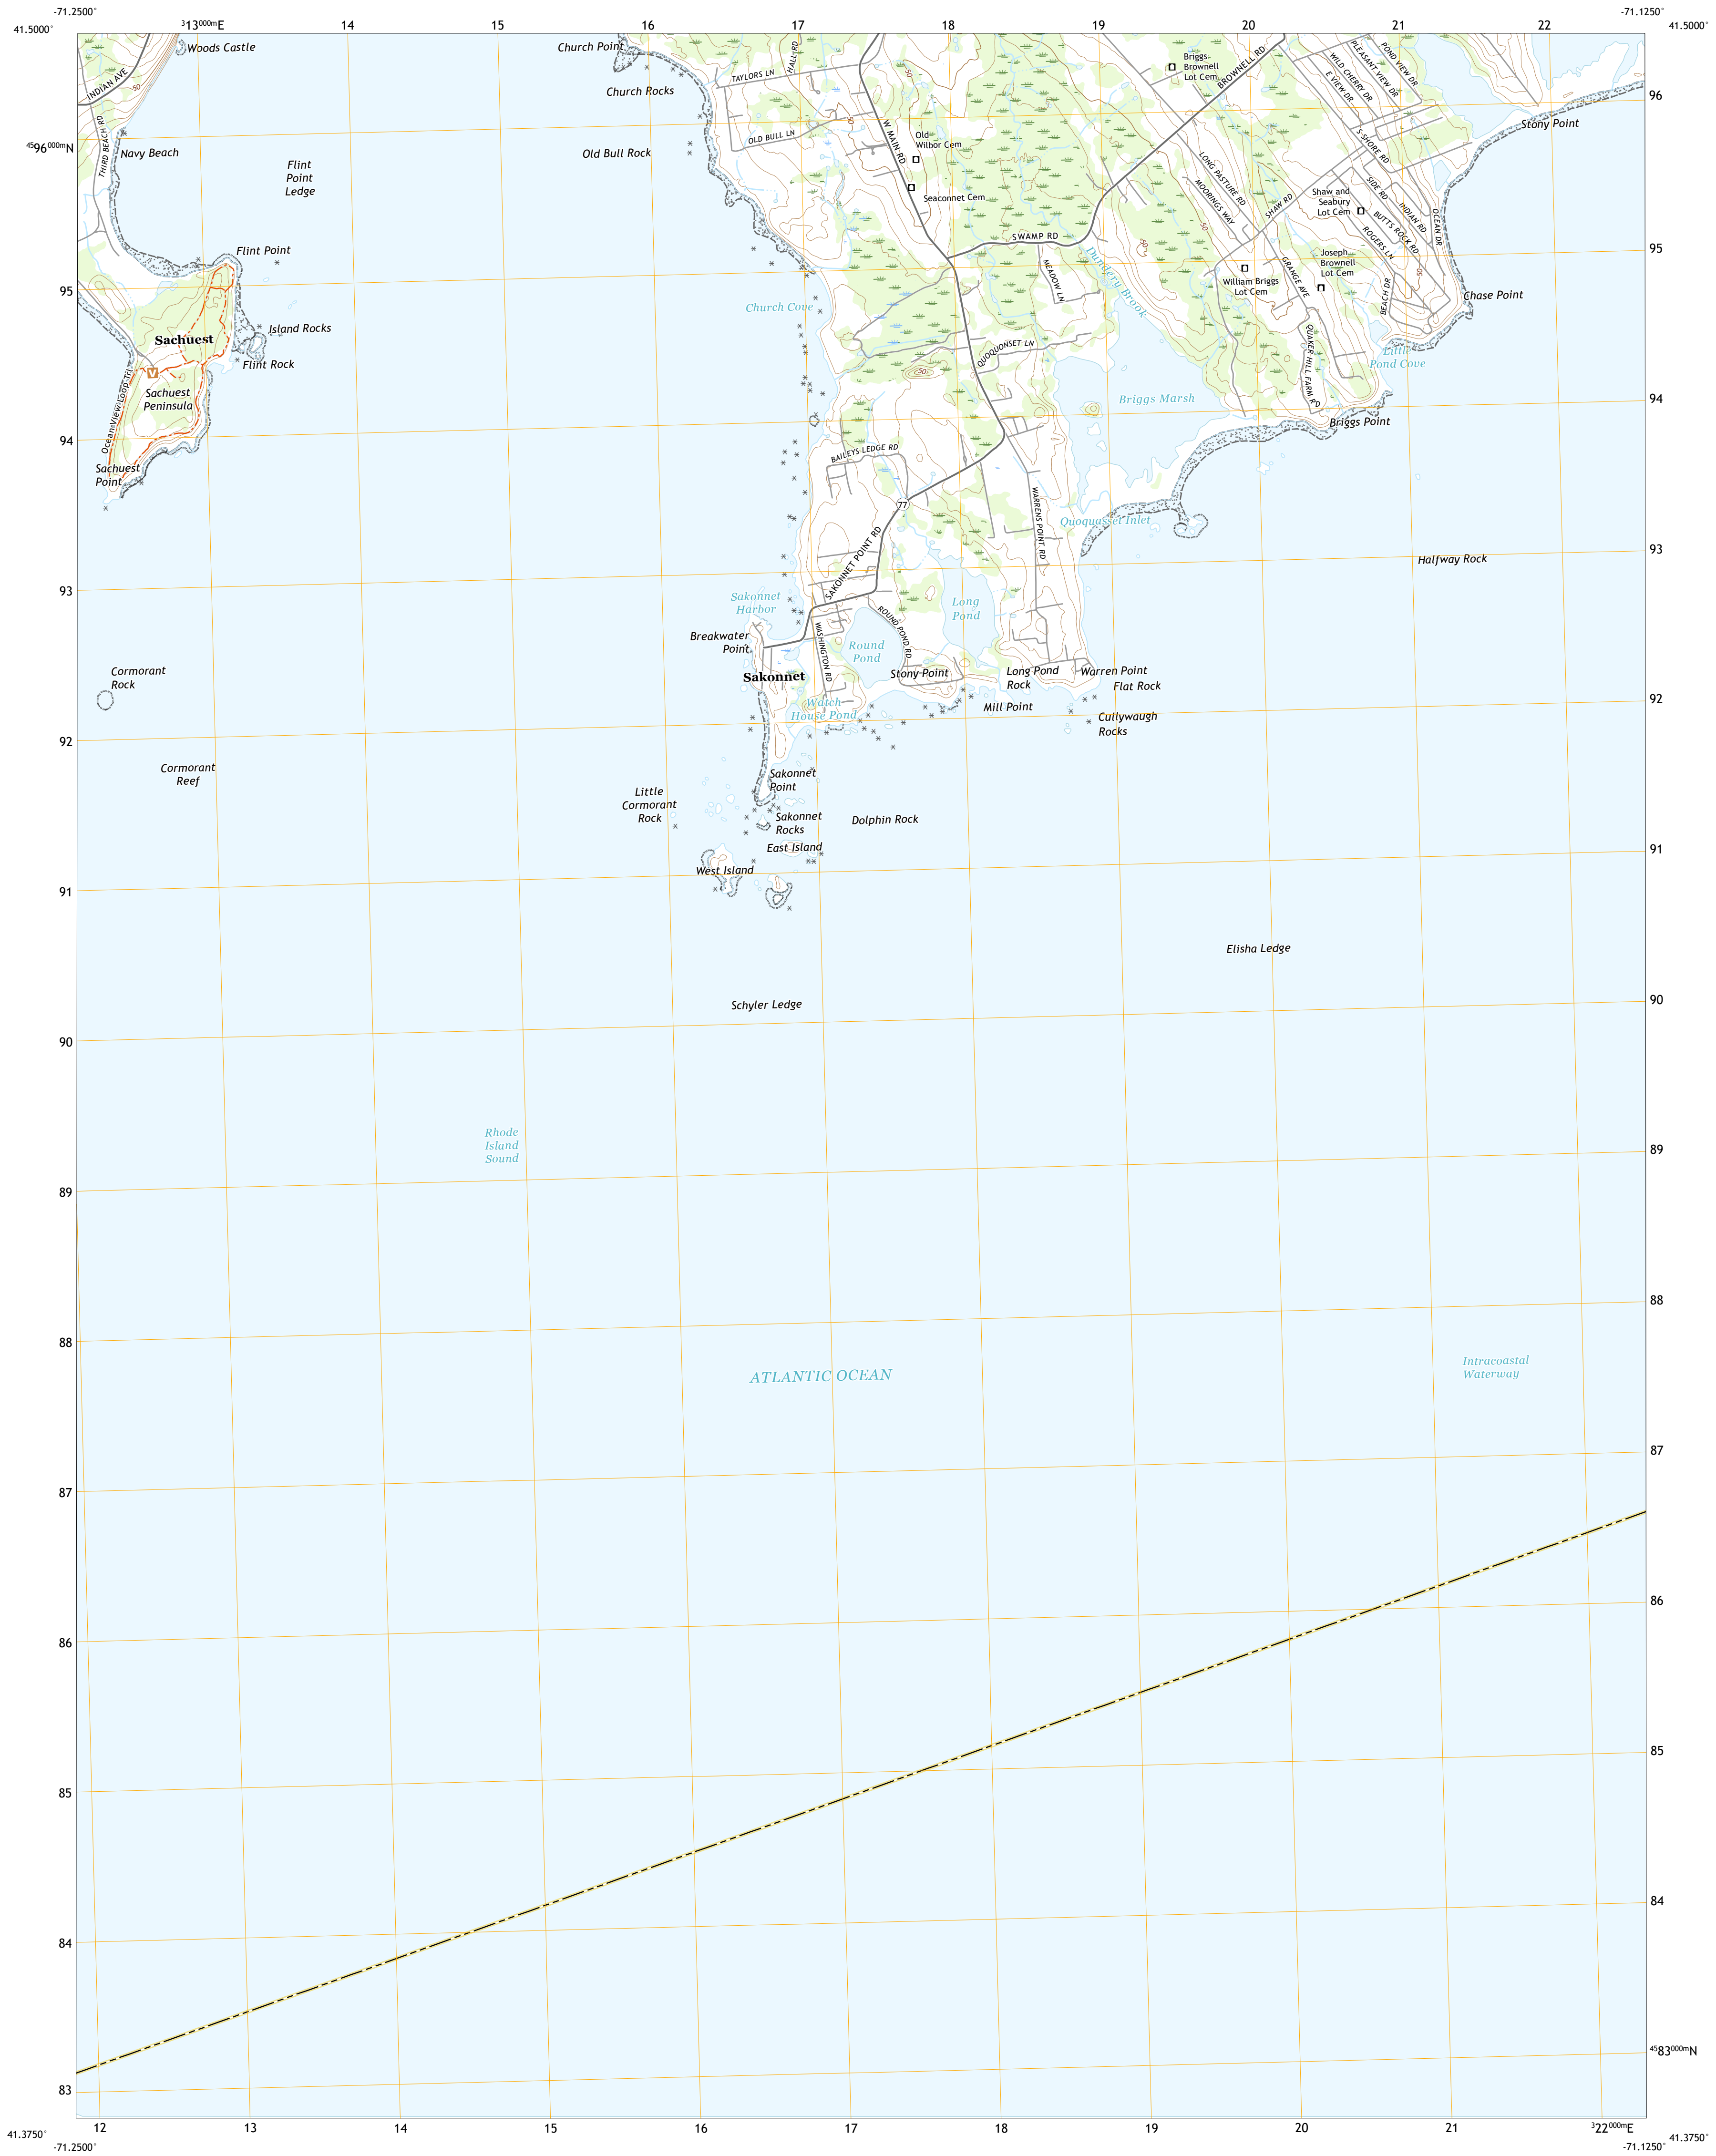 -71.2500°
-71.1250°
41.5000°
³13⁰⁰⁰ᵐE
14
15
16
17
18
19
20
21
22
41.5000°
Woods Castle
Church Point
Church Rocks
INDIAN AVE
50
THIRD BEACH RD
TAYLORS LN
HALL RD
50
Briggs
Brownell
Lot Cem
BROWNELL RD
PLEASANT VIEW DR
POND VIEW DR
WILD CHERRY DR
E VIEW DR
96
⁴⁵96⁰⁰⁰ᵐN
Navy Beach
Flint
Point
Ledge
Old Bull Rock
OLD BULL LN
50
W MAIN RD
Old
Wilbor Cem
Seaconnet Cem
Stony Point
S SHORE RD
LONG PASTURE RD
MOORINGS WAY
SHAW RD
Shaw and
Seabury
Lot Cem
SIDE RD
INDIAN RD
BUTTS ROCK RD
ROGERS LN
OCEAN DR
50
50
50
Flint Point
SWAMP RD
MEADOW LN
Dundery Brook
William Briggs
Lot Cem
GRANGE AVE
Joseph
Brownell
Lot Cem
BEACH DR
95
95
Chase Point
Island Rocks
Sachuest
Flint Rock
Church Cove
QUOQUONSET LN
50
QUAKER HILL FARM RD
Little
Pond Cove
V
Ocean View Loop Trl
Sachuest
Peninsula
Briggs Marsh
94
94
Briggs Point
Sachuest
Point
BAILEYS LEDGE RD
77
WARRENS POINT RD
Quoquasset Inlet
SAKONNET POINT RD
93
93
Halfway Rock
Sakonnet
Harbor
Long
Pond
ROUND POND RD
Breakwater
Point
WASHINGTON RD
Round
Pond
Cormorant
Rock
Sakonnet
Stony Point
Long Pond
Rock
Warren Point
Flat Rock
92
92
Watch
House Pond
Mill Point
Cullywaugh
Rocks
Cormorant
Reef
Sakonnet
Point
Little
Cormorant
Rock
Sakonnet
Rocks
Dolphin Rock
East Island
West Island
91
91
Elisha Ledge
Schyler Ledge
90
90
Rhode
Island
Sound
89
89
88
88
ATLANTIC OCEAN
Intracoastal
Waterway
87
87
86
86
85
85
84
84
⁴⁵83⁰⁰⁰ᵐN
83
12
13
14
15
16
17
18
19
20
21
³22⁰⁰⁰ᵐE
41.3750°
-71.2500°
41.3750°
-71.1250°